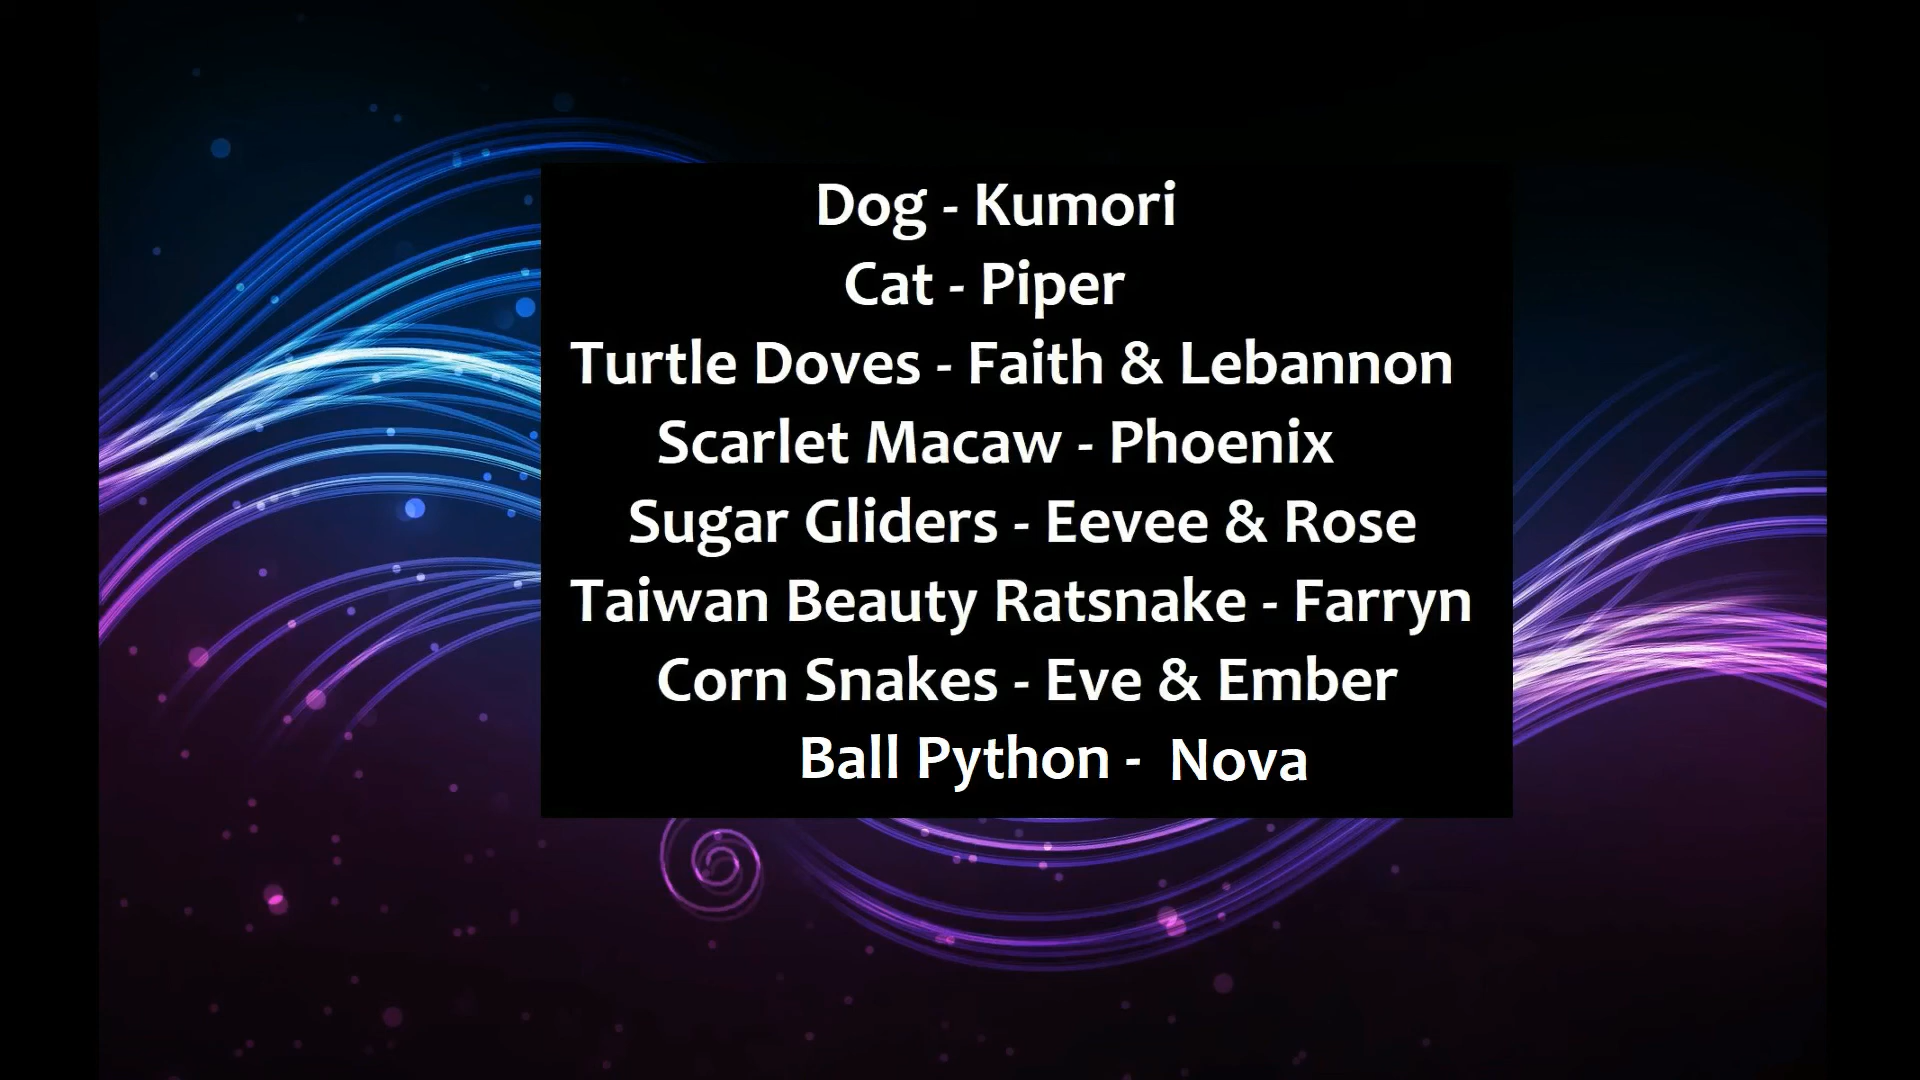 Dog - Kumori
Cat - Piper
Turtle Doves - Faith & Lebannon
Scarlet Macaw - Phoenix
Sugar Gliders - Eevee & Rose
Taiwan Beauty Ratsnake - Farryn
Corn Snakes - Eve & Ember
Ball Python - Nova